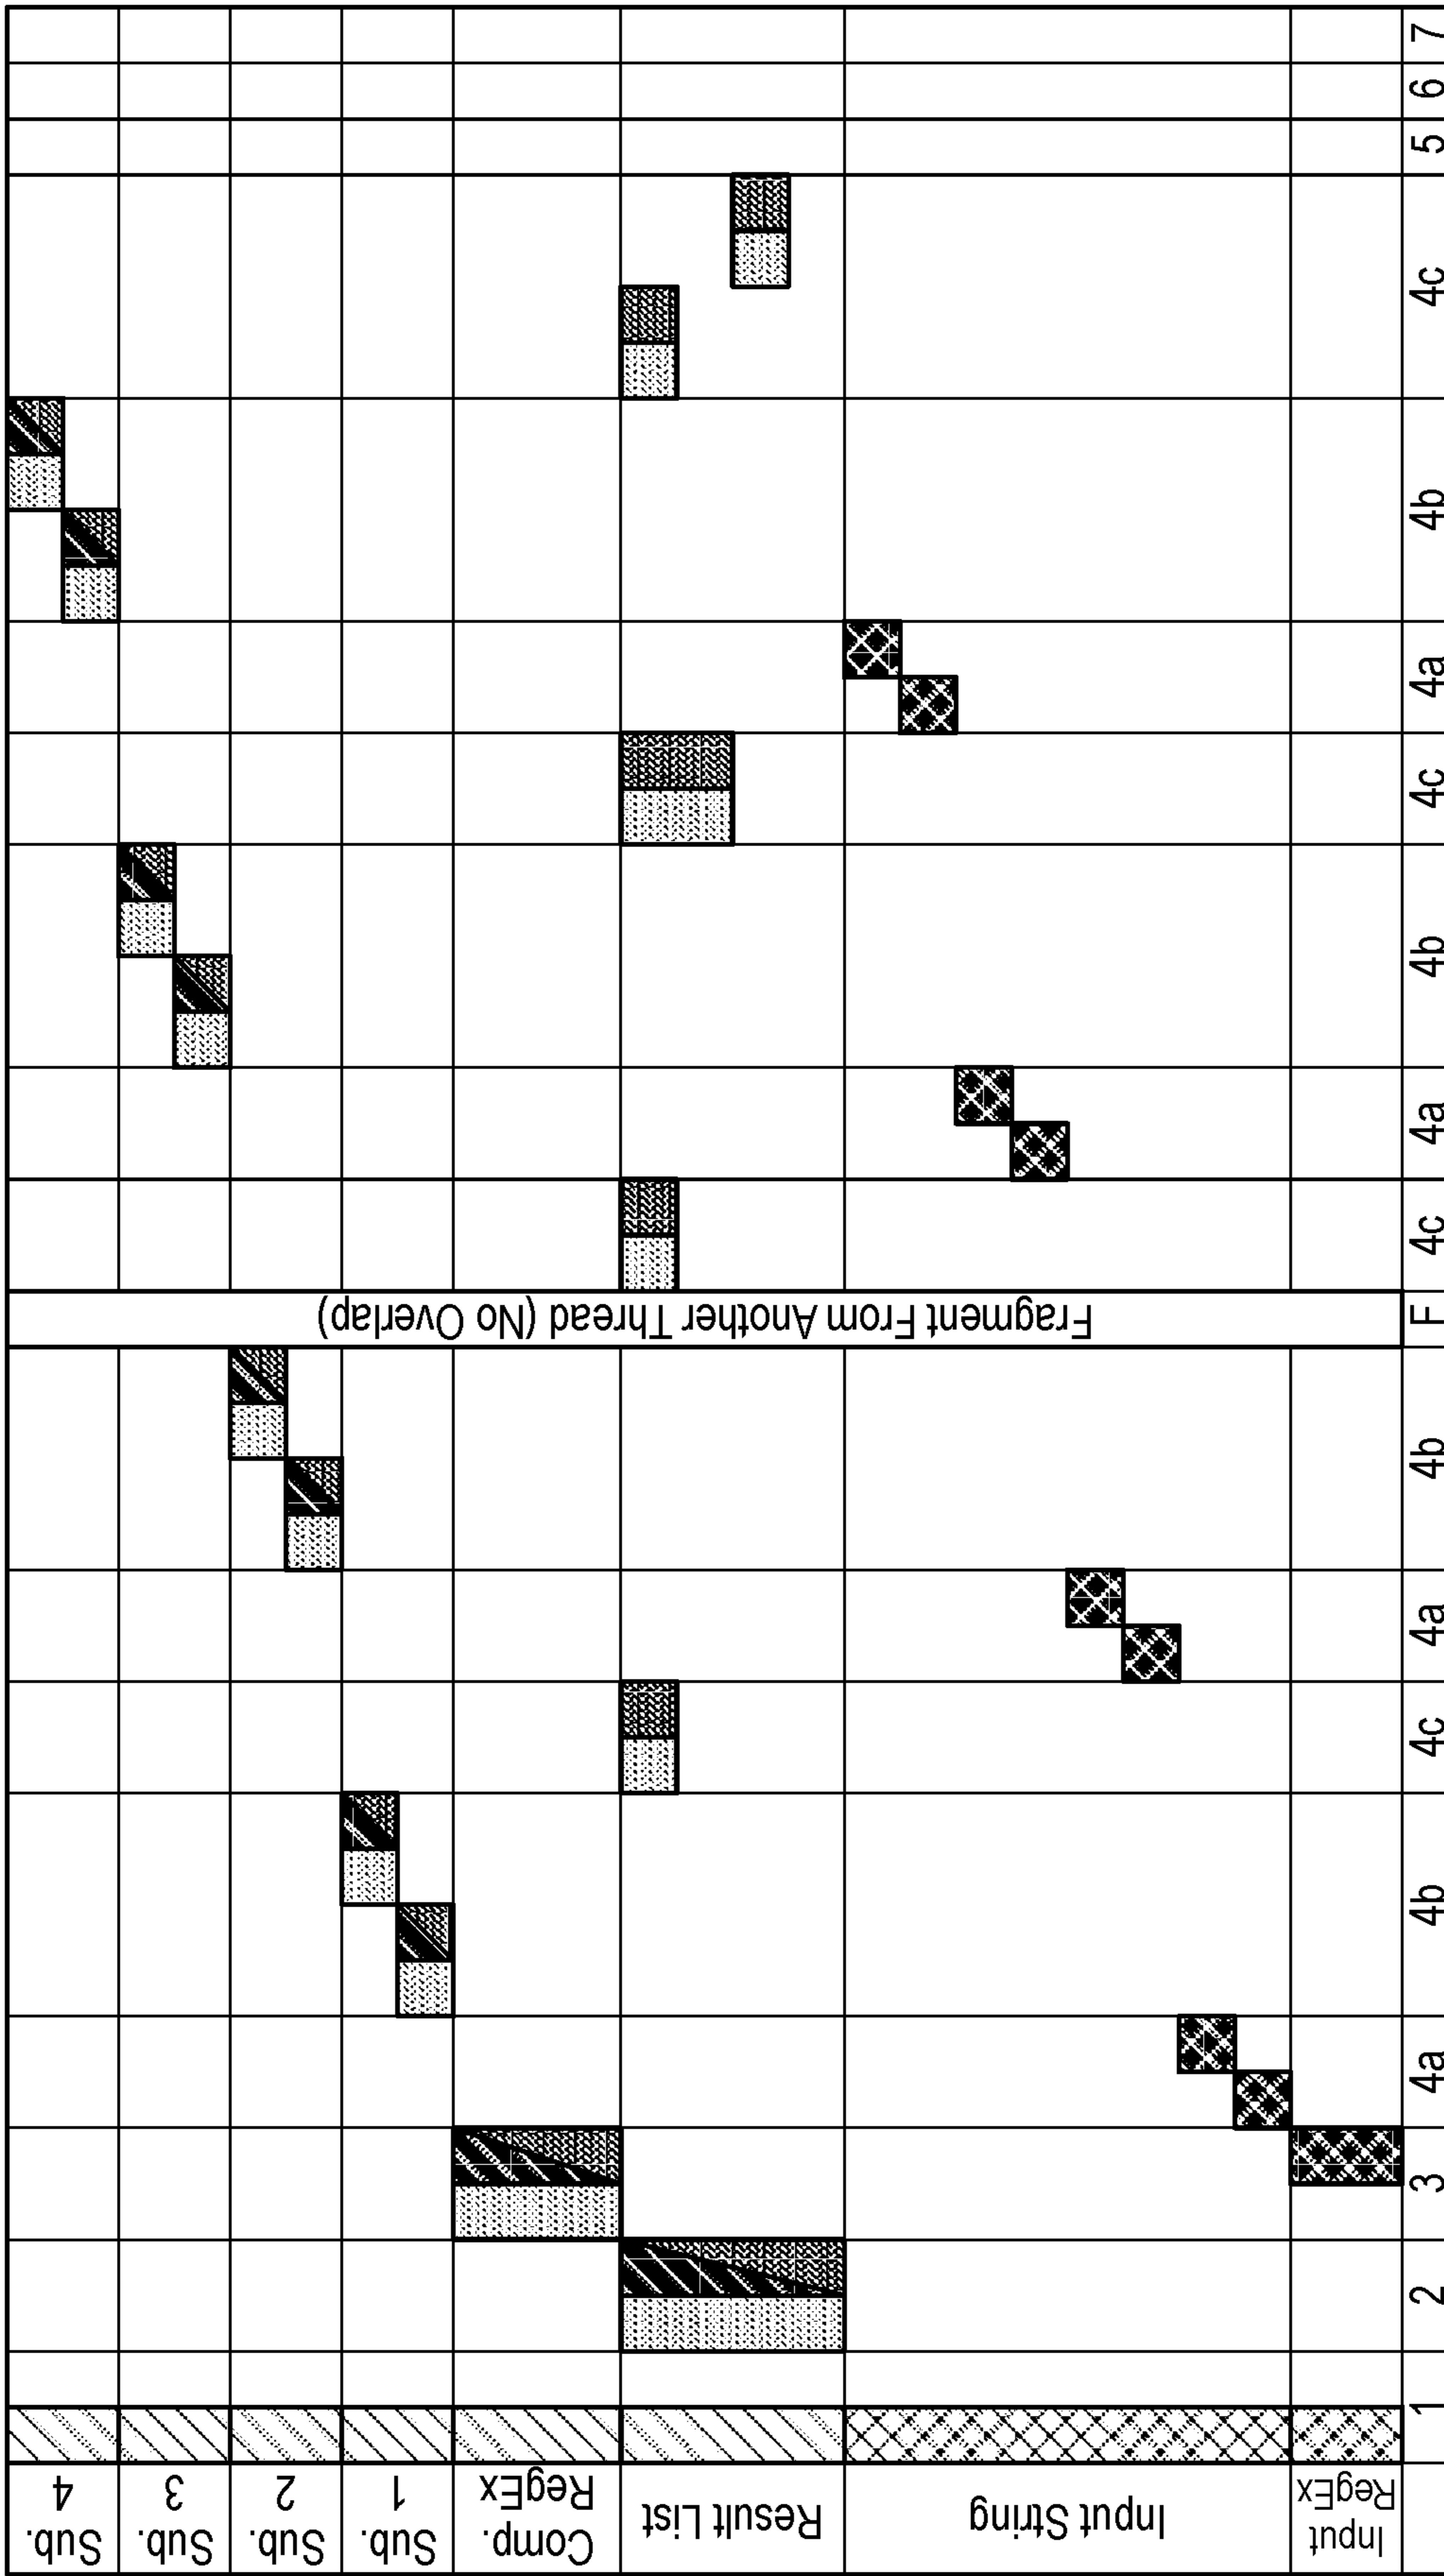 Input
RegEx
Input String
Result List
Comp.
RegEx
Sub.
1
Sub.
2
Sub.
3
Sub.
4
Fragment From Another Thread (No Overlap)
1
2
3
4a
4b
4c
4a
4b
F
4c
4a
4b
4c
4a
4b
4c
5
6
7